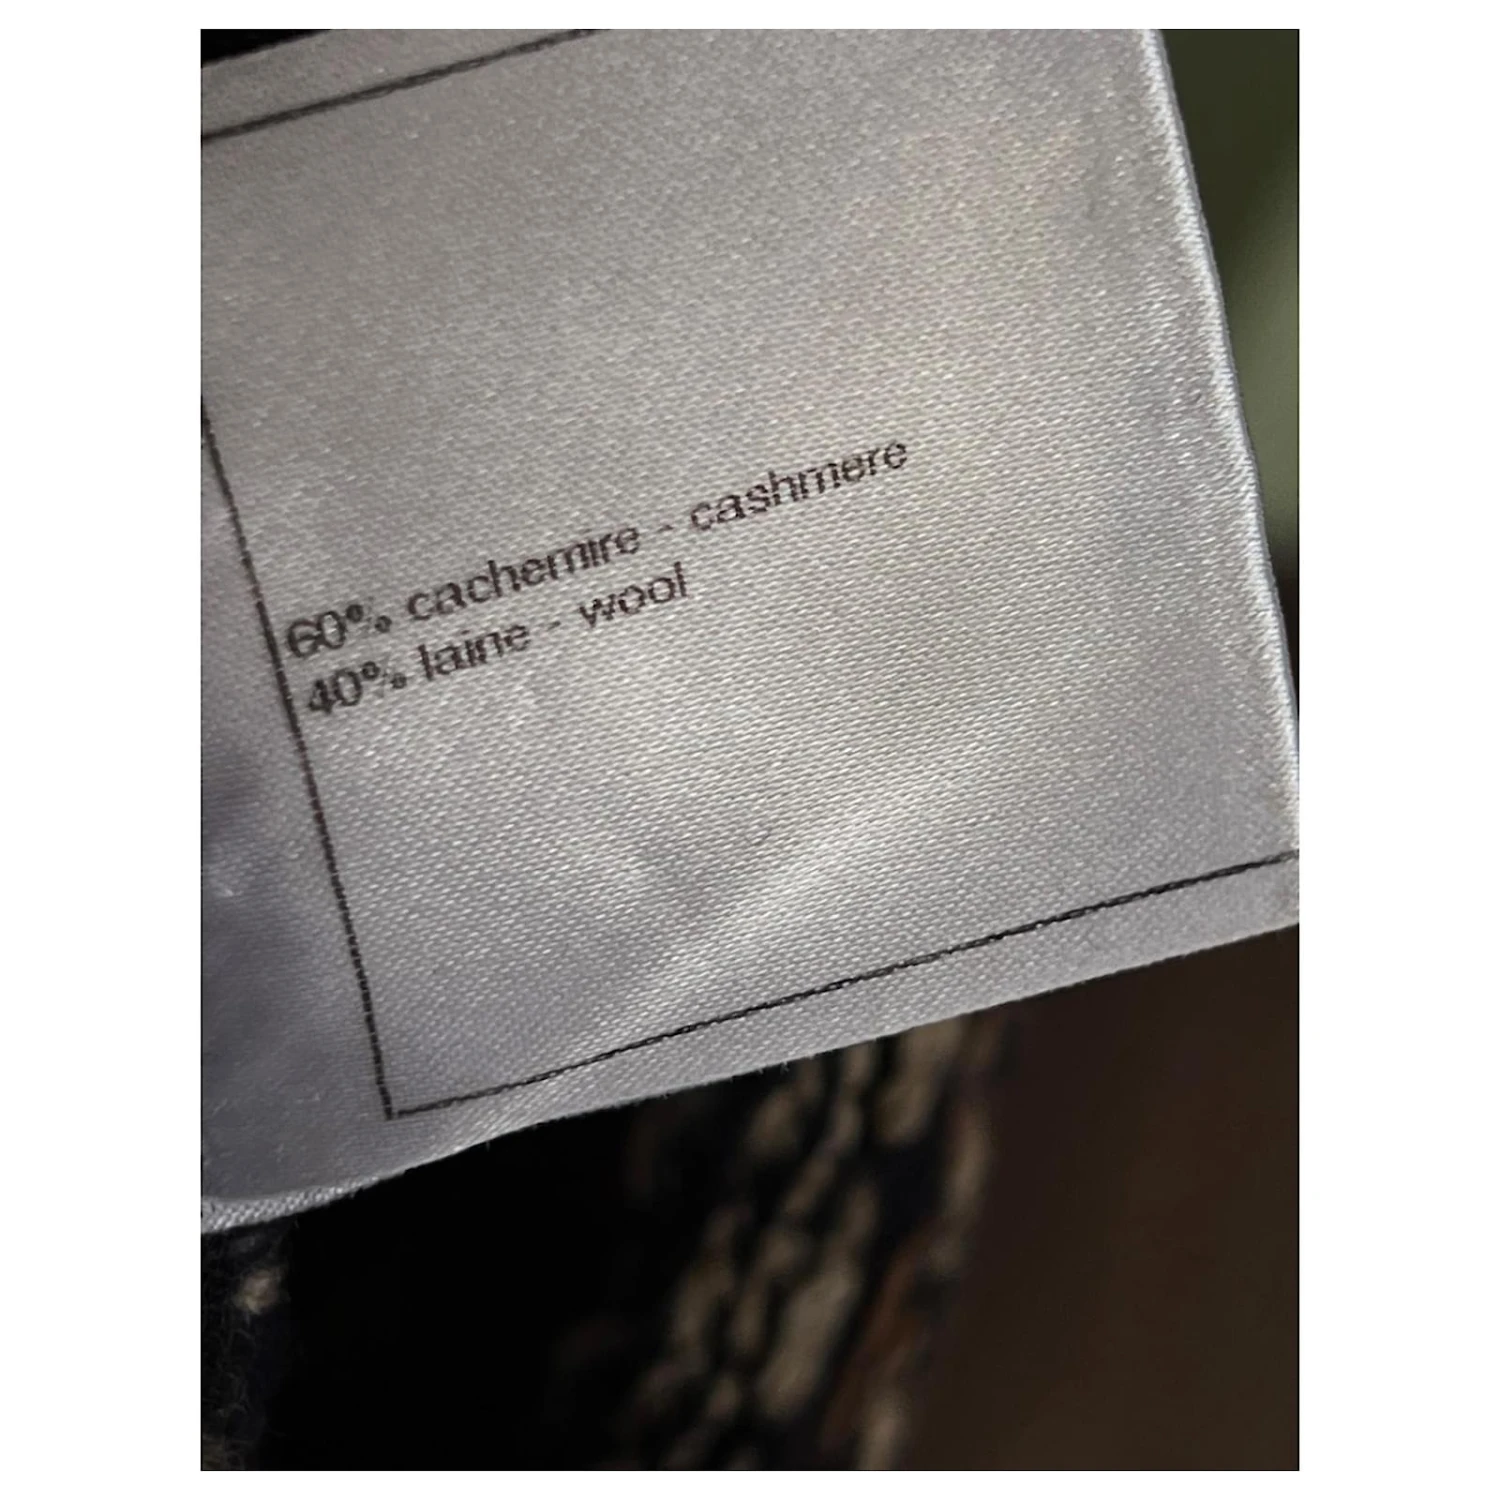 60% cachemire - cashmere
40% laine - wool